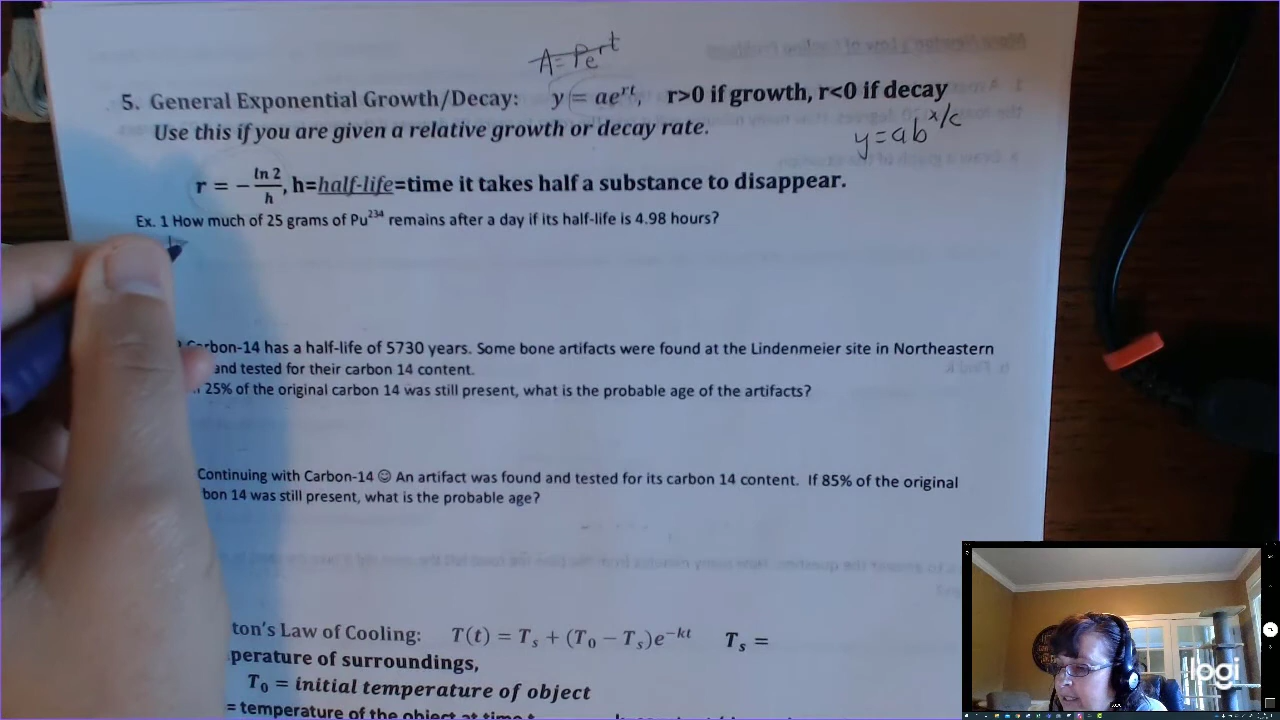 A = Pe^rt
5. General Exponential Growth/Decay: y = ae^rt, r>0 if growth, r<0 if decay
Use this if you are given a relative growth or decay rate.
y = ab^x/c
r = − ln 2 / h, h=half-life=time it takes half a substance to disappear.
Ex. 1 How much of 25 grams of Pu^234 remains after a day if its half-life is 4.98 hours?
Carbon-14 has a half-life of 5730 years. Some bone artifacts were found at the Lindenmeier site in Northeastern
and tested for their carbon 14 content.
25% of the original carbon 14 was still present, what is the probable age of the artifacts?
Continuing with Carbon-14 ☺ An artifact was found and tested for its carbon 14 content. If 85% of the original
bon 14 was still present, what is the probable age?
ton's Law of Cooling: T(t) = T_s + (T_0 − T_s)e^−kt T_s =
perature of surroundings,
T_0 = initial temperature of object
= temperature of the object at time t
logi